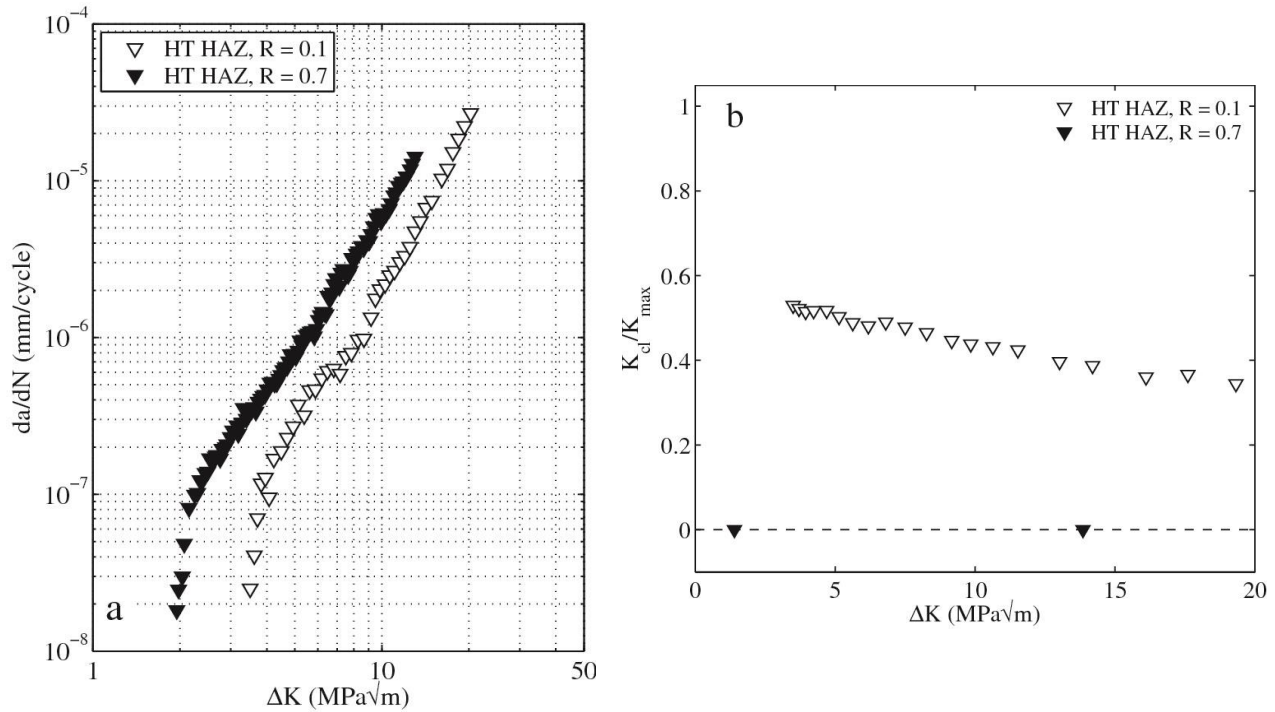 10⁻⁴
▽ HT HAZ, R = 0.1
▼ HT HAZ, R = 0.7
10⁻⁵
10⁻⁶
10⁻⁷
10⁻⁸
da/dN (mm/cycle)
a
1 10 50
ΔK (MPa√m)
b
▽ HT HAZ, R = 0.1
▼ HT HAZ, R = 0.7
1
0.8
0.6
0.4
0.2
0
K_cl/K_max
0 5 10 15 20
ΔK (MPa√m)